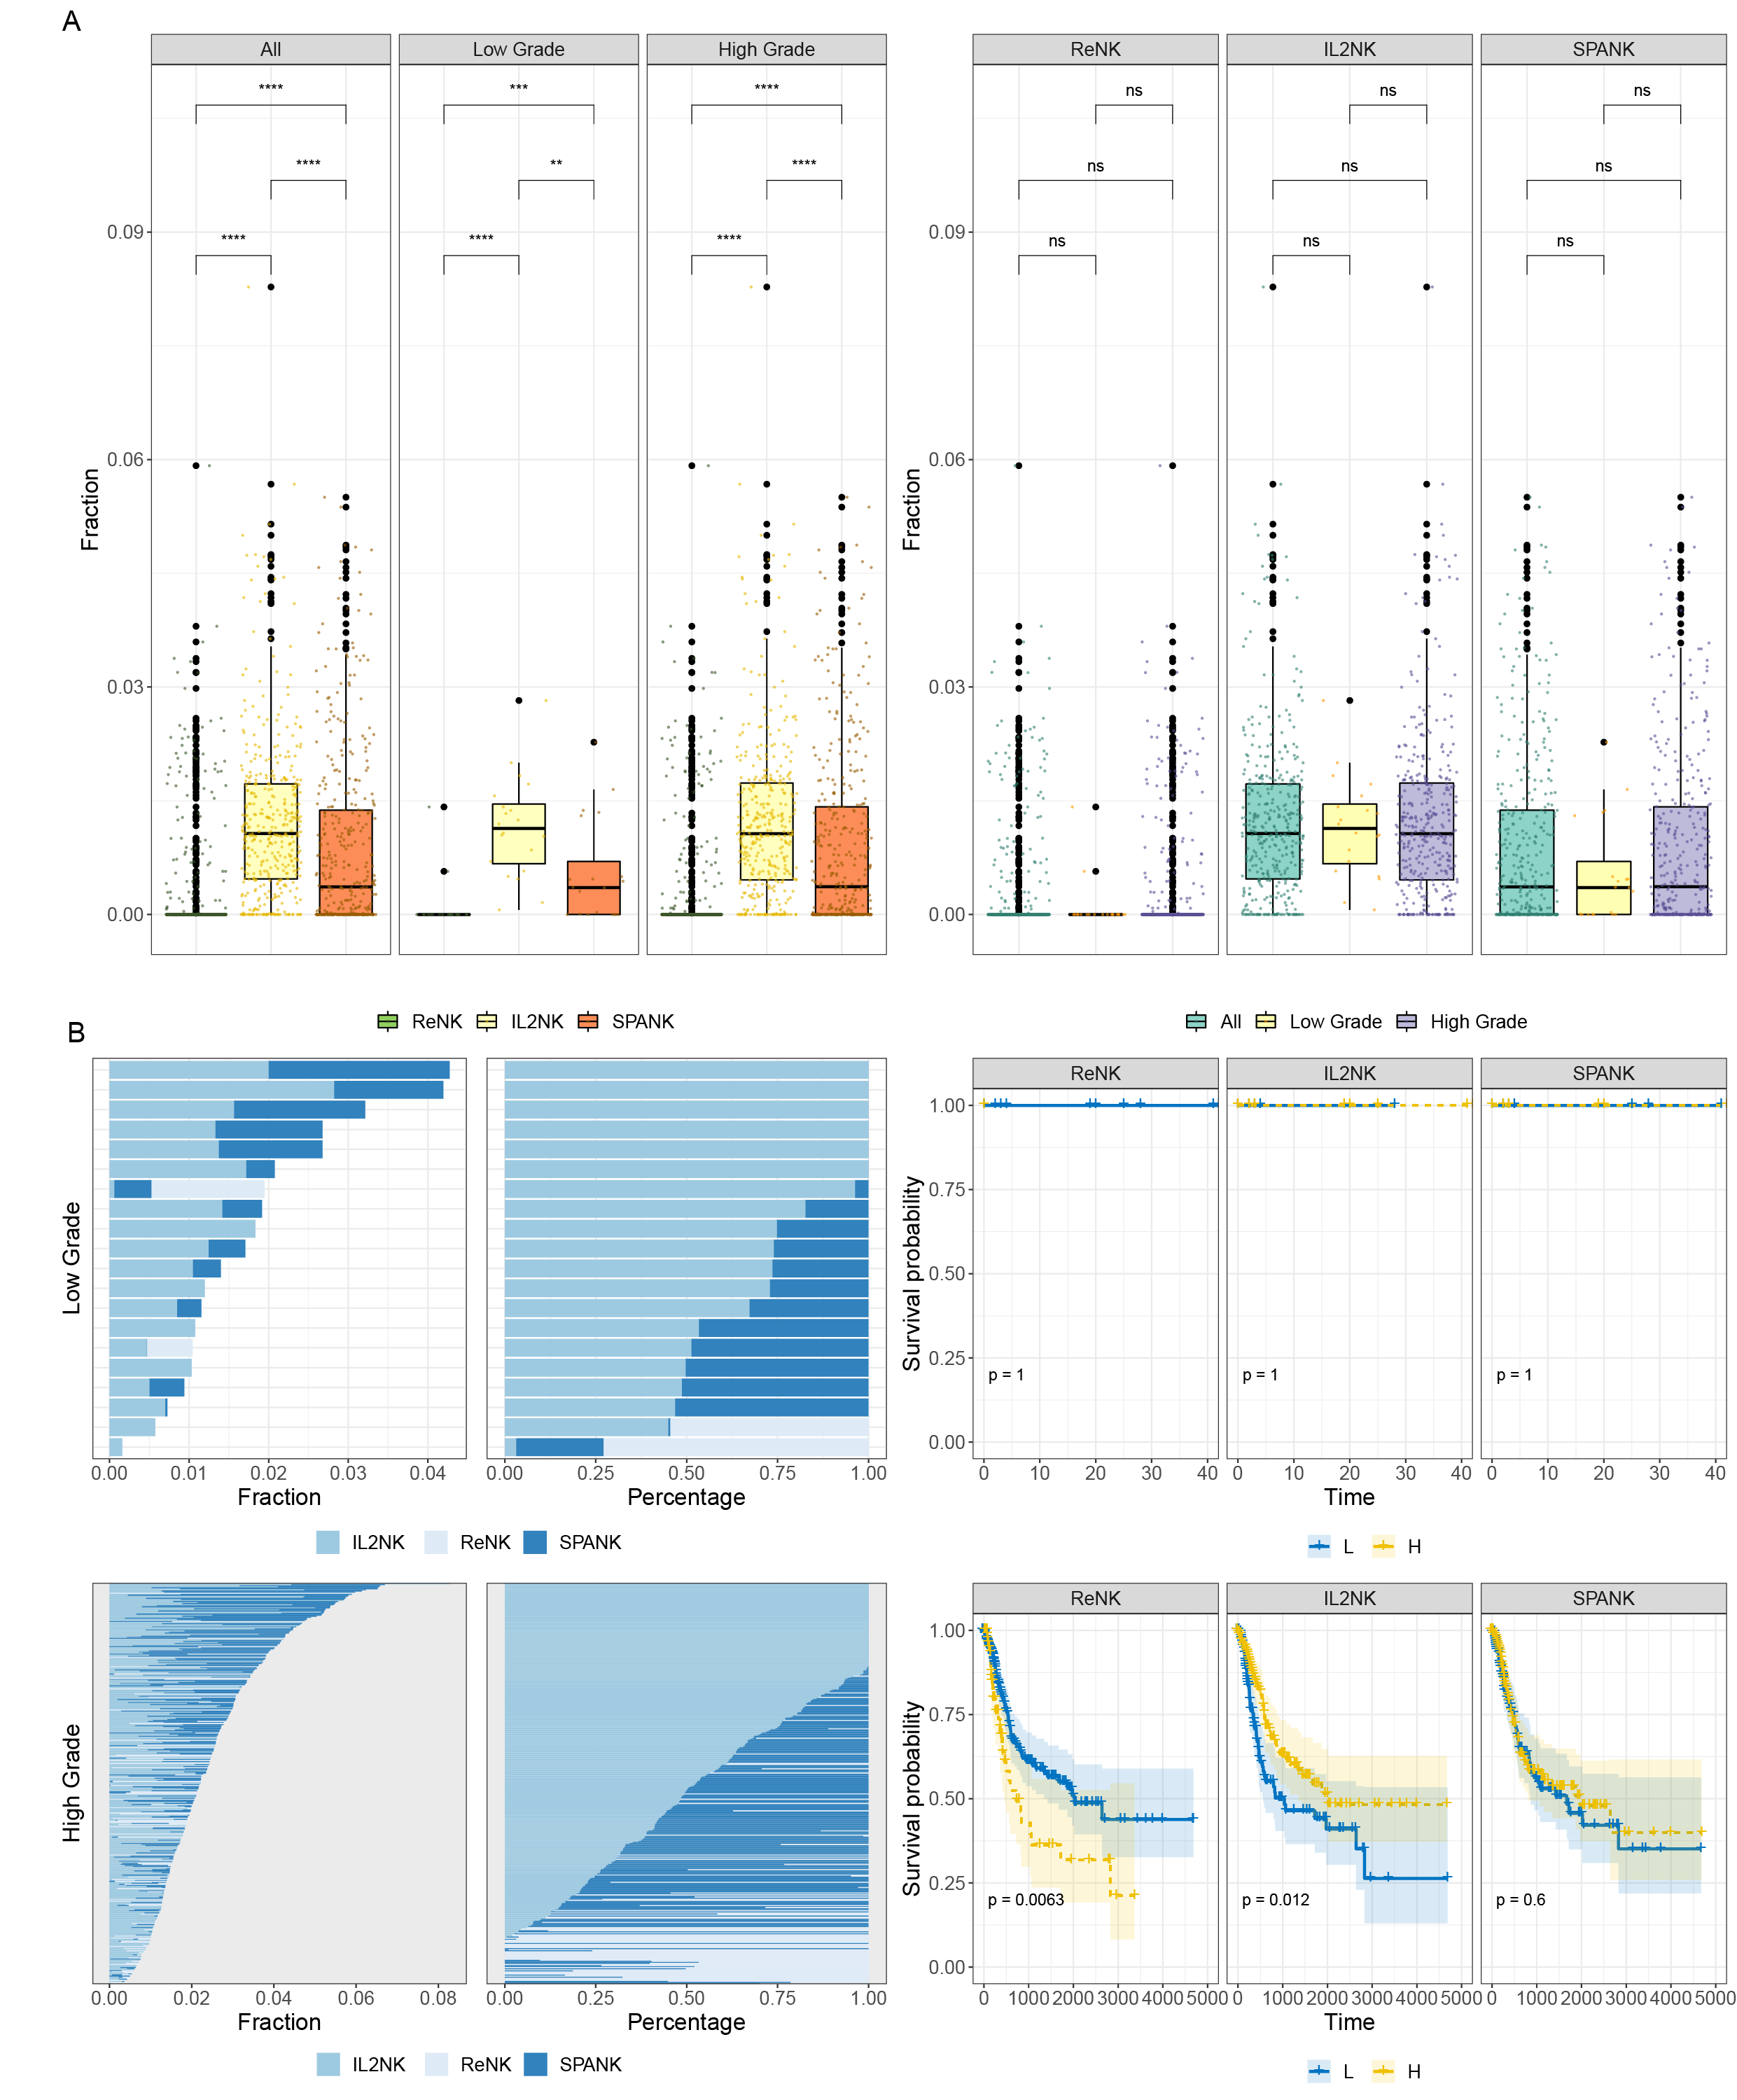 A
All Low Grade High Grade
ReNK IL2NK SPANK
**** *** ****
ns ns ns
**** ** ****
ns ns ns
**** **** ****
ns ns ns
0.09
0.06
0.03
0.00
Fraction
0.09
0.06
0.03
0.00
Fraction
ReNK IL2NK SPANK
All Low Grade High Grade
B
Low Grade
0.00 0.01 0.02 0.03 0.04
Fraction
0.00 0.25 0.50 0.75 1.00
Percentage
IL2NK ReNK SPANK
ReNK IL2NK SPANK
1.00
0.75
0.50
0.25
0.00
Survival probability
p = 1 p = 1 p = 1
0 10 20 30 40 0 10 20 30 40 0 10 20 30 40
Time
L H
High Grade
0.00 0.02 0.04 0.06 0.08
Fraction
0.00 0.25 0.50 0.75 1.00
Percentage
IL2NK ReNK SPANK
ReNK IL2NK SPANK
1.00
0.75
0.50
0.25
0.00
Survival probability
p = 0.0063 p = 0.012 p = 0.6
0 1000 2000 3000 4000 5000 0 1000 2000 3000 4000 5000 0 1000 2000 3000 4000 5000
Time
L H